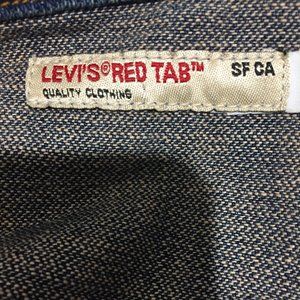 LEVI'S® RED TAB™ SF CA
QUALITY CLOTHING